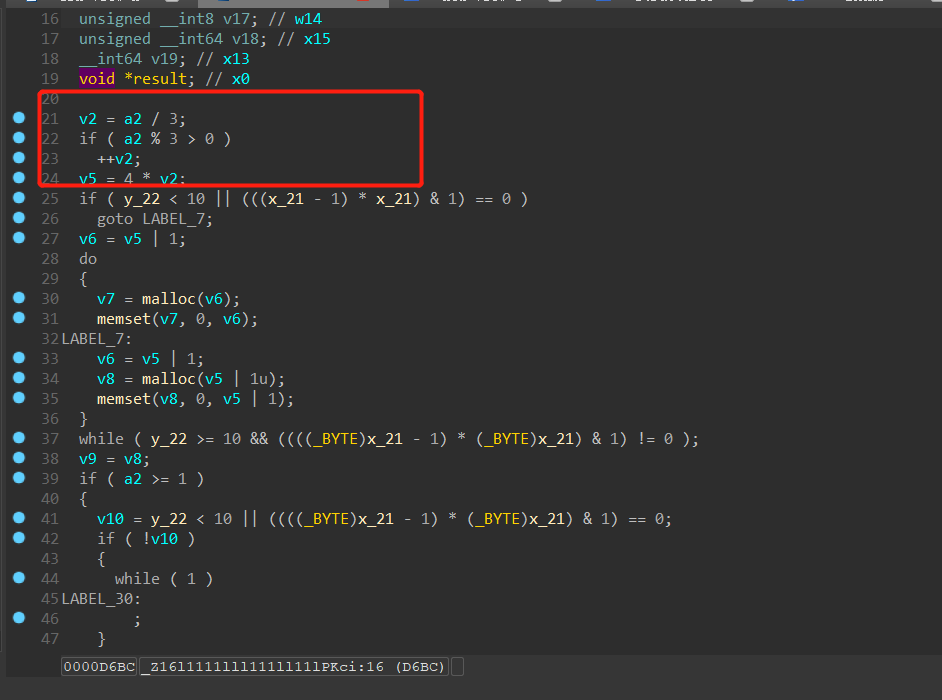 16 unsigned __int8 v17; // w14
17 unsigned __int64 v18; // x15
18 __int64 v19; // x13
19 void *result; // x0
20
21 v2 = a2 / 3;
22 if ( a2 % 3 > 0 )
23 ++v2;
24 v5 = 4 * v2;
25 if ( y_22 < 10 || (((x_21 - 1) * x_21) & 1) == 0 )
26 goto LABEL_7;
27 v6 = v5 | 1;
28 do
29 {
30 v7 = malloc(v6);
31 memset(v7, 0, v6);
32 LABEL_7:
33 v6 = v5 | 1;
34 v8 = malloc(v5 | 1u);
35 memset(v8, 0, v5 | 1);
36 }
37 while ( y_22 >= 10 && ((((_BYTE)x_21 - 1) * (_BYTE)x_21) & 1) != 0 );
38 v9 = v8;
39 if ( a2 >= 1 )
40 {
41 v10 = y_22 < 10 || ((((_BYTE)x_21 - 1) * (_BYTE)x_21) & 1) == 0;
42 if ( !v10 )
43 {
44 while ( 1 )
45 LABEL_30:
46 ;
47 }